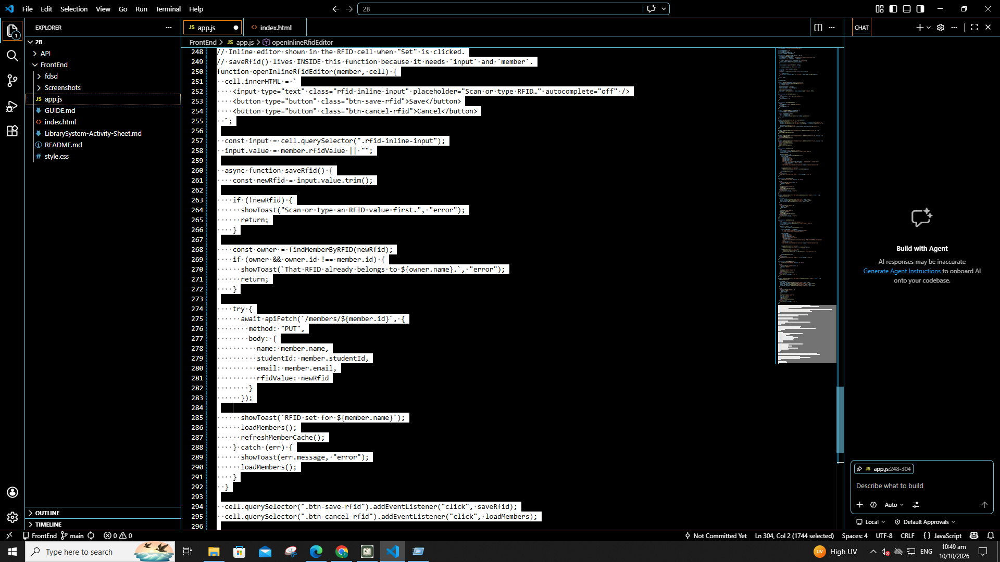 File Edit Selection View Go Run Terminal Help
2B
EXPLORER
2B
API
FrontEnd
fdsd
Screenshots
JS app.js
GUIDE.md
index.html
LibrarySystem-Activity-Sheet.md
README.md
# style.css
OUTLINE
TIMELINE
JS app.js
index.html
FrontEnd > JS app.js > openInlineRfidEditor
248 // Inline editor shown in the RFID cell when "Set" is clicked.
249 // saveRfid() lives INSIDE this function because it needs `input` and `member`.
250 function openInlineRfidEditor(member, cell) {
251 cell.innerHTML = `
252 <input type="text" class="rfid-inline-input" placeholder="Scan or type RFID…" autocomplete="off" />
253 <button type="button" class="btn-save-rfid">Save</button>
254 <button type="button" class="btn-cancel-rfid">Cancel</button>
255 `;
256
257 const input = cell.querySelector(".rfid-inline-input");
258 input.value = member.rfidValue || "";
259
260 async function saveRfid() {
261 const newRfid = input.value.trim();
262
263 if (!newRfid) {
264 showToast("Scan or type an RFID value first.", "error");
265 return;
266 }
267
268 const owner = findMemberByRFID(newRfid);
269 if (owner && owner.id !== member.id) {
270 showToast(`That RFID already belongs to ${owner.name}.`, "error");
271 return;
272 }
273
274 try {
275 await apiFetch(`/members/${member.id}`, {
276 method: "PUT",
277 body: {
278 name: member.name,
279 studentId: member.studentId,
280 email: member.email,
281 rfidValue: newRfid
282 }
283 });
284
285 showToast(`RFID set for ${member.name}`);
286 loadMembers();
287 refreshMemberCache();
288 } catch (err) {
289 showToast(err.message, "error");
290 loadMembers();
291 }
292 }
293
294 cell.querySelector(".btn-save-rfid").addEventListener("click", saveRfid);
295 cell.querySelector(".btn-cancel-rfid").addEventListener("click", loadMembers);
296
CHAT
Build with Agent
AI responses may be inaccurate
Generate Agent Instructions to onboard AI
onto your codebase.
JS app.js:248-304
Describe what to build
Auto
Local Default Approvals
FrontEnd main 0 0
Not Committed Yet Ln 304, Col 2 (1744 selected) Spaces: 4 UTF-8 CRLF {} JavaScript
Type here to search
UV High UV ENG
10:49 am
10/10/2026